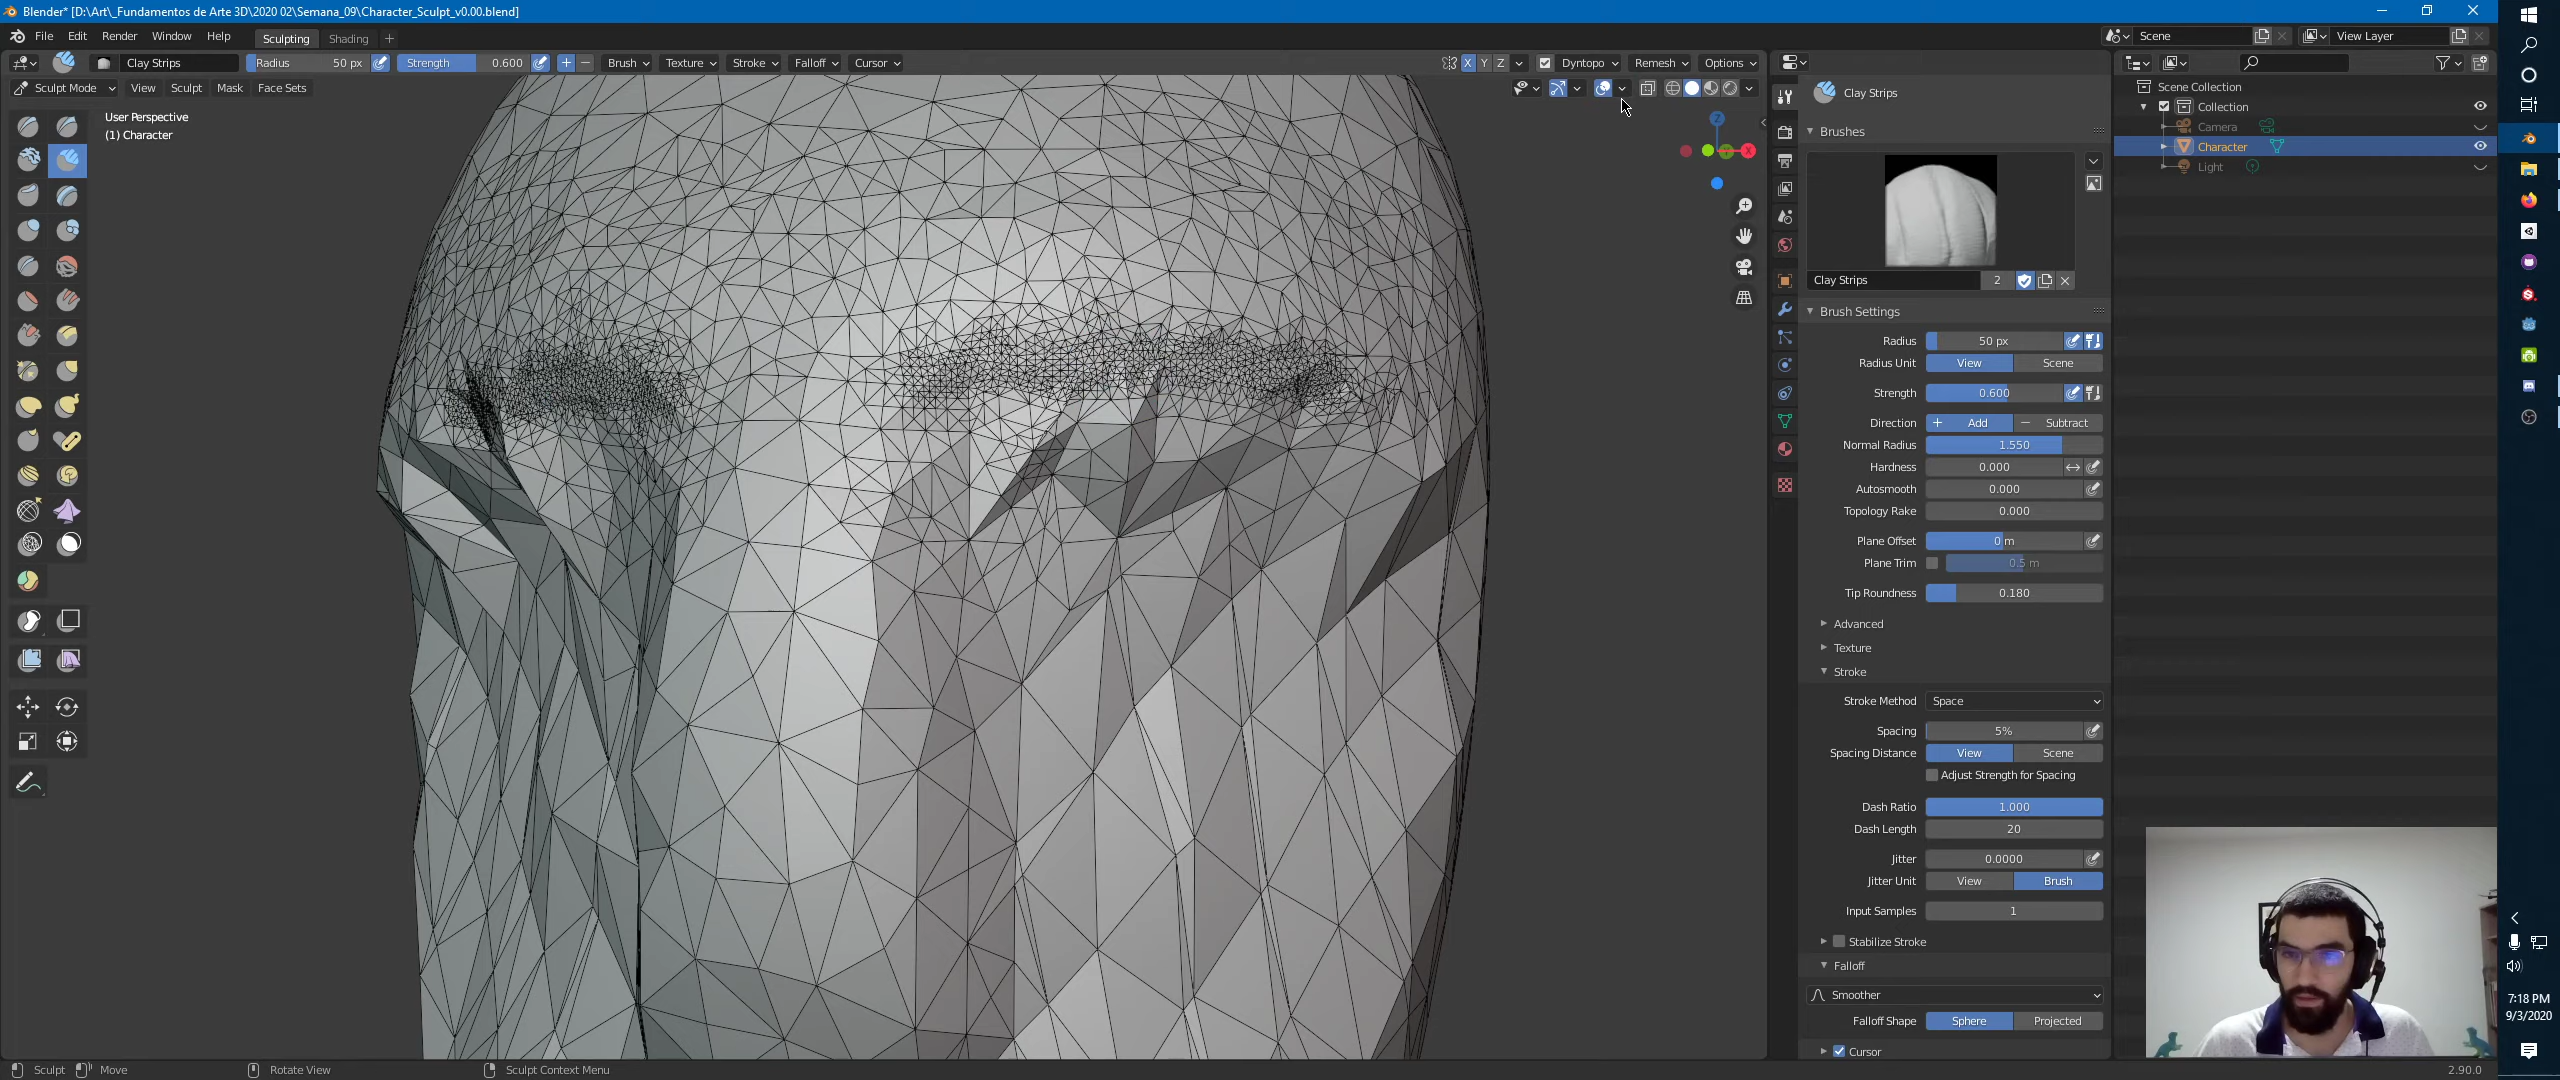 Blender* [D:\Art\_Fundamentos de Arte 3D\2020 02\Semana_09\Character_Sculpt_v0.00.blend]
File Edit Render Window Help Sculpting Shading +
Scene View Layer
Clay Strips Radius 50 px Strength 0.600 Brush Texture Stroke Falloff Cursor X Y Z Dyntopo Remesh Options
Sculpt Mode View Sculpt Mask Face Sets
User Perspective
(1) Character
Z
X
Clay Strips
Brushes
Clay Strips 2
Brush Settings
Radius 50 px
Radius Unit View Scene
Strength 0.600
Direction + Add − Subtract
Normal Radius 1.550
Hardness 0.000
Autosmooth 0.000
Topology Rake 0.000
Plane Offset 0 m
Plane Trim 0.5 m
Tip Roundness 0.180
Advanced
Texture
Stroke
Stroke Method Space
Spacing 5%
Spacing Distance View Scene
Adjust Strength for Spacing
Dash Ratio 1.000
Dash Length 20
Jitter 0.0000
Jitter Unit View Brush
Input Samples 1
Stabilize Stroke
Falloff
Smoother
Falloff Shape Sphere Projected
Cursor
Scene Collection
Collection
Camera
Character
Light
7:18 PM
9/3/2020
Sculpt Move Rotate View Sculpt Context Menu 2.90.0